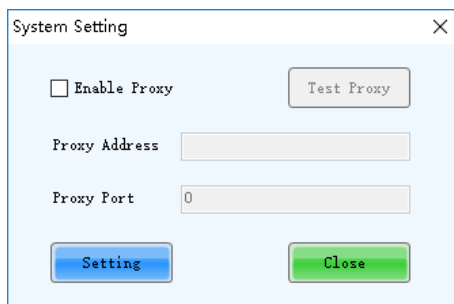 System Setting
Enable Proxy
Test Proxy
Proxy Address
Proxy Port
0
Setting
Close